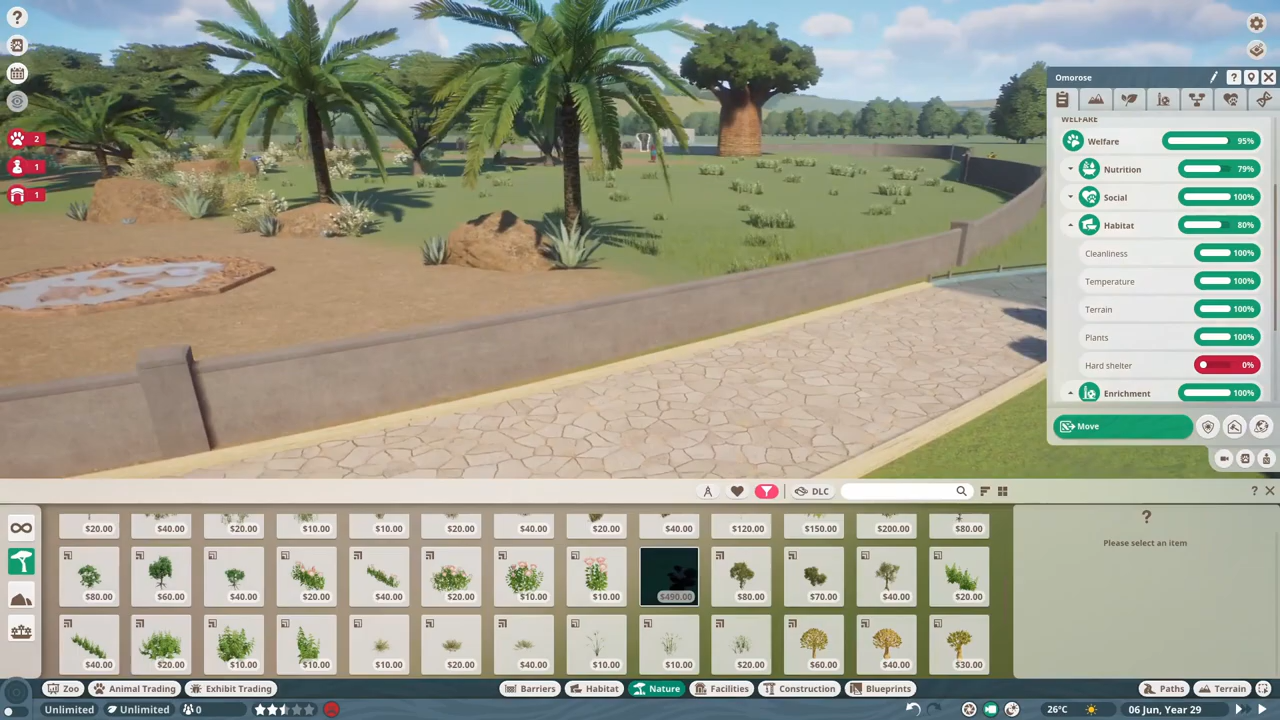 ?
2
1
1
Omorose
?
WELFARE
Welfare 95%
Nutrition 79%
Social 100%
Habitat 80%
Cleanliness 100%
Temperature 100%
Terrain 100%
Plants 100%
Hard shelter 0%
Enrichment 100%
Move
DLC
?
$20.00 $40.00 $20.00 $10.00 $10.00 $20.00 $40.00 $20.00 $40.00 $120.00 $150.00 $200.00 $80.00
$80.00 $60.00 $40.00 $20.00 $40.00 $20.00 $10.00 $10.00 $490.00 $80.00 $70.00 $40.00 $20.00
$40.00 $20.00 $10.00 $10.00 $10.00 $20.00 $40.00 $10.00 $10.00 $20.00 $60.00 $40.00 $30.00
?
Please select an item
Zoo Animal Trading Exhibit Trading Barriers Habitat Nature Facilities Construction Blueprints Paths Terrain
Unlimited Unlimited 0 26°C 06 Jun, Year 29